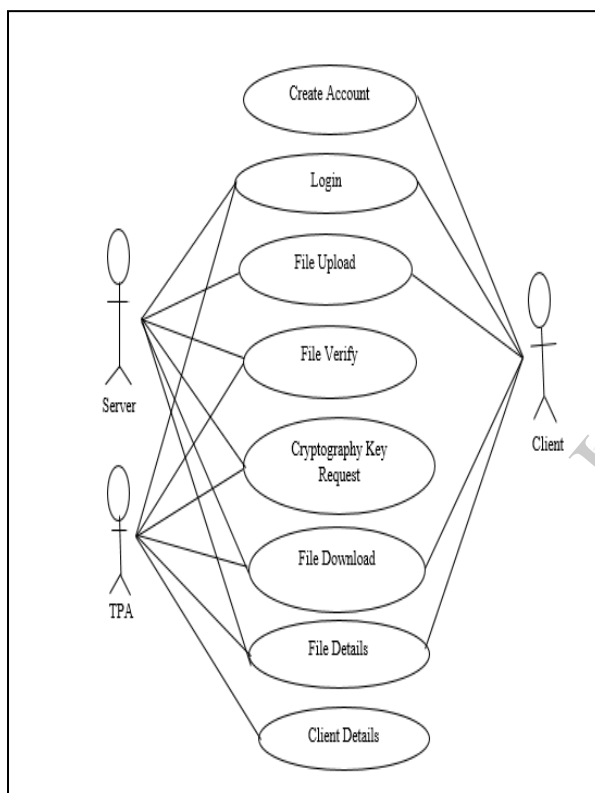 Create Account
Login
File Upload
File Verify
Server
Cryptography Key
Request
Client
File Download
TPA
File Details
Client Details